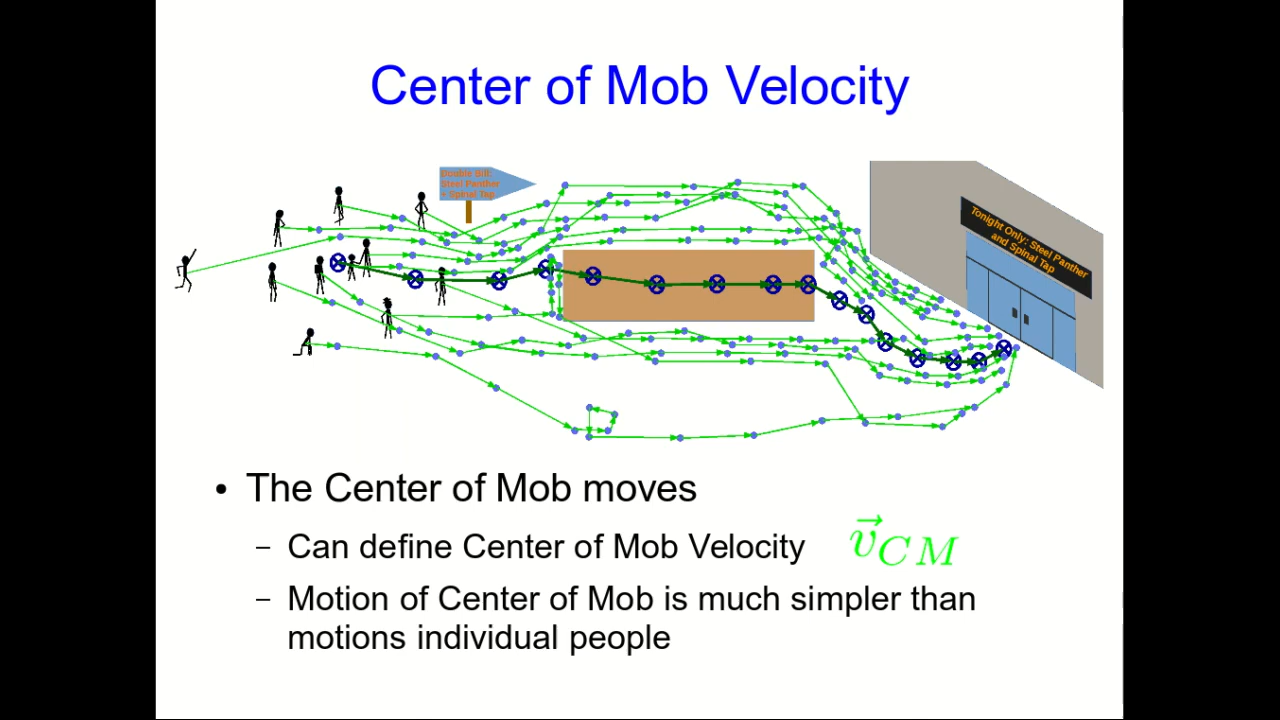 Center of Mob Velocity
Double Bill:
Steel Panther
+ Spinal Tap
Tonight Only: Steel Panther
and Spinal Tap
• The Center of Mob moves
– Can define Center of Mob Velocity
v⃗CM
– Motion of Center of Mob is much simpler than
motions individual people